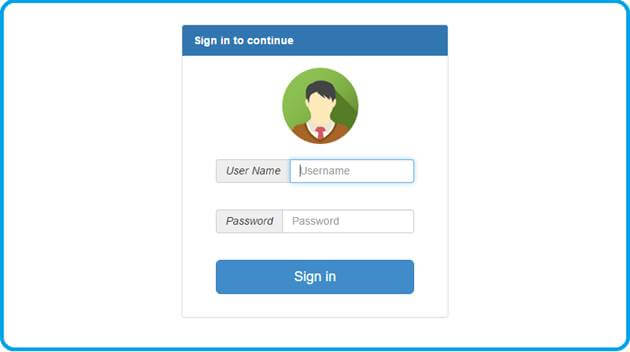 Sign in to continue
User Name Username
Password Password
Sign in